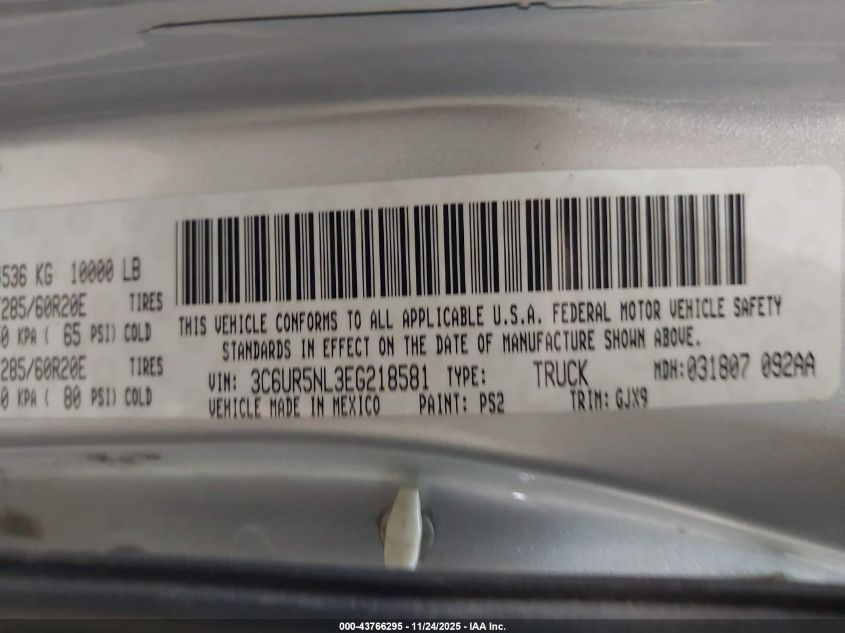 4536 KG 10000 LB
285/60R20E TIRES
0 KPA ( 65 PSI) COLD
285/60R20E TIRES
0 KPA ( 80 PSI) COLD
THIS VEHICLE CONFORMS TO ALL APPLICABLE U.S.A. FEDERAL MOTOR VEHICLE SAFETY
STANDARDS IN EFFECT ON THE DATE OF MANUFACTURE SHOWN ABOVE.
VIN: 3C6UR5NL3EG218581 TYPE: TRUCK MDH:031807 092AA
VEHICLE MADE IN MEXICO PAINT: PS2 TRIM: GJX9
000-43766295 - 11/24/2025 - IAA Inc.